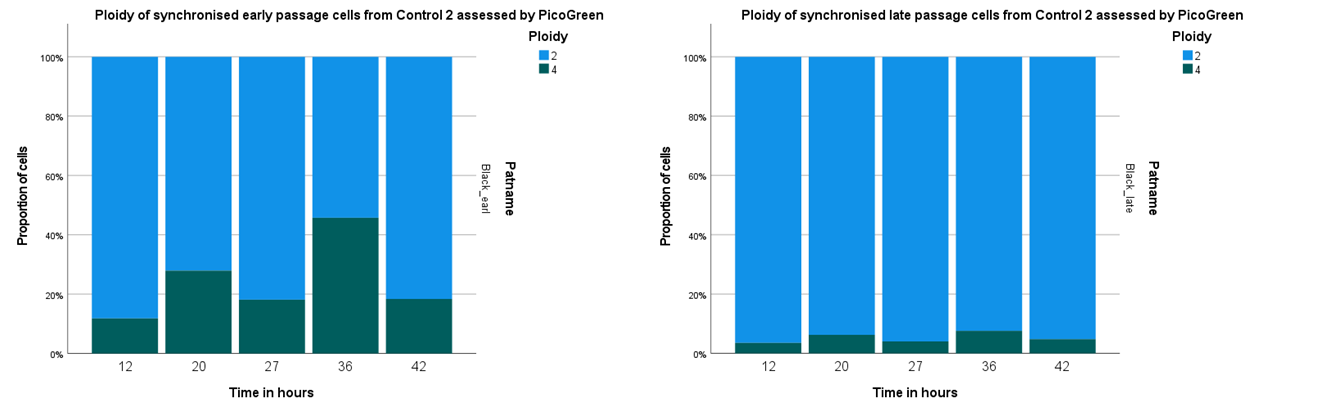 Ploidy of synchronised early passage cells from Control 2 assessed by PicoGreen
Ploidy
2
4
100%
80%
60%
40%
20%
0%
Proportion of cells
12 20 27 36 42
Time in hours
Patname
Black_earl
Ploidy of synchronised late passage cells from Control 2 assessed by PicoGreen
Ploidy
2
4
100%
80%
60%
40%
20%
0%
Proportion of cells
12 20 27 36 42
Time in hours
Patname
Black_late